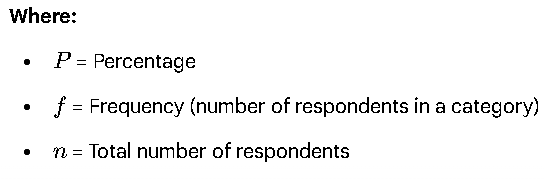 Where:
• P = Percentage
• f = Frequency (number of respondents in a category)
• n = Total number of respondents